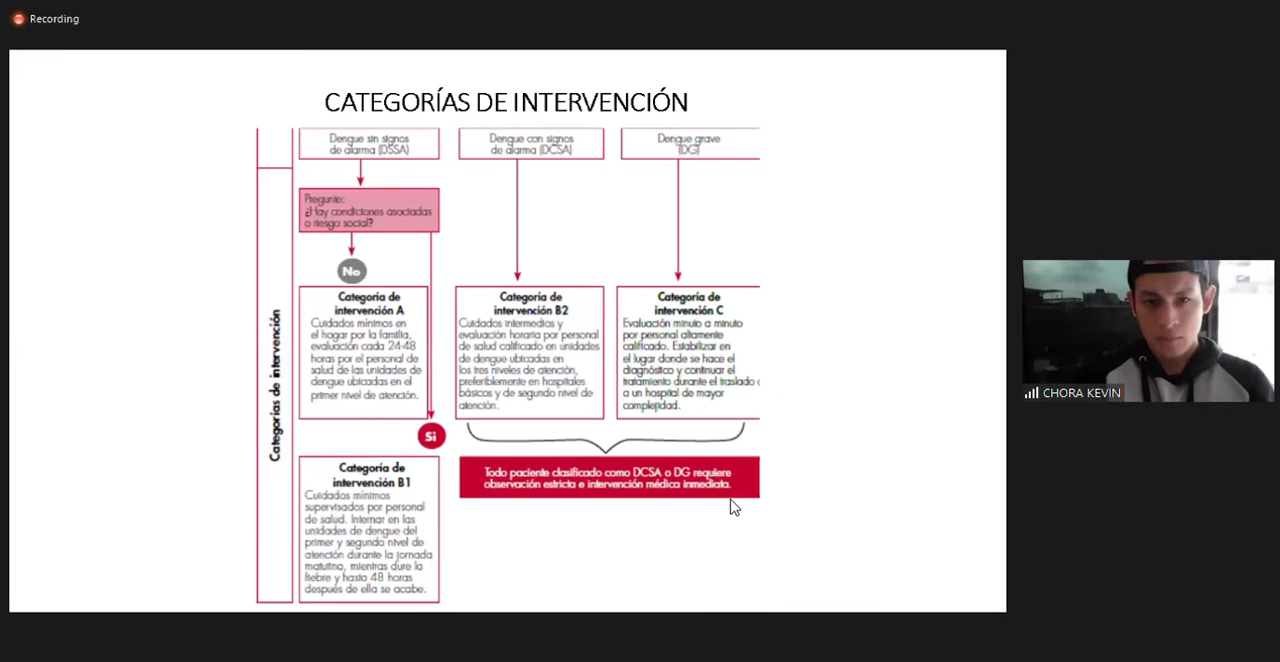 Recording
CATEGORÍAS DE INTERVENCIÓN
Dengue sin signos
de alarma (DSSA)
Dengue con signos
de alarma (DCSA)
Dengue grave
(DG)
Categorías de intervención
Pregunte:
¿Hay condiciones asociadas
o riesgo social?
No
Categoría de
intervención A
Cuidados mínimos en
el hogar por la familia,
evaluación cada 24-48
horas por el personal de
salud de las unidades de
dengue ubicadas en el
primer nivel de atención.
Categoría de
intervención B2
Cuidados intermedios y
evaluación horaria por personal
de salud calificado en unidades
de dengue ubicadas en
los tres niveles de atención,
preferiblemente en hospitales
básicos y de segundo nivel de
atención.
Categoría de
intervención C
Evaluación minuto a minuto
por personal altamente
calificado. Estabilizar en
el lugar donde se hace el
diagnóstico y continuar el
tratamiento durante el traslado
a un hospital de mayor
complejidad.
Si
Categoría de
intervención B1
Cuidados mínimos
supervisados por personal
de salud. Internar en las
unidades de dengue del
primer y segundo nivel de
atención durante la jornada
matutina, mientras dure la
fiebre y hasta 48 horas
después de ella se acabe.
Todo paciente clasificado como DCSA o DG requiere
observación estricta e intervención médica inmediata.
CHORA KEVIN